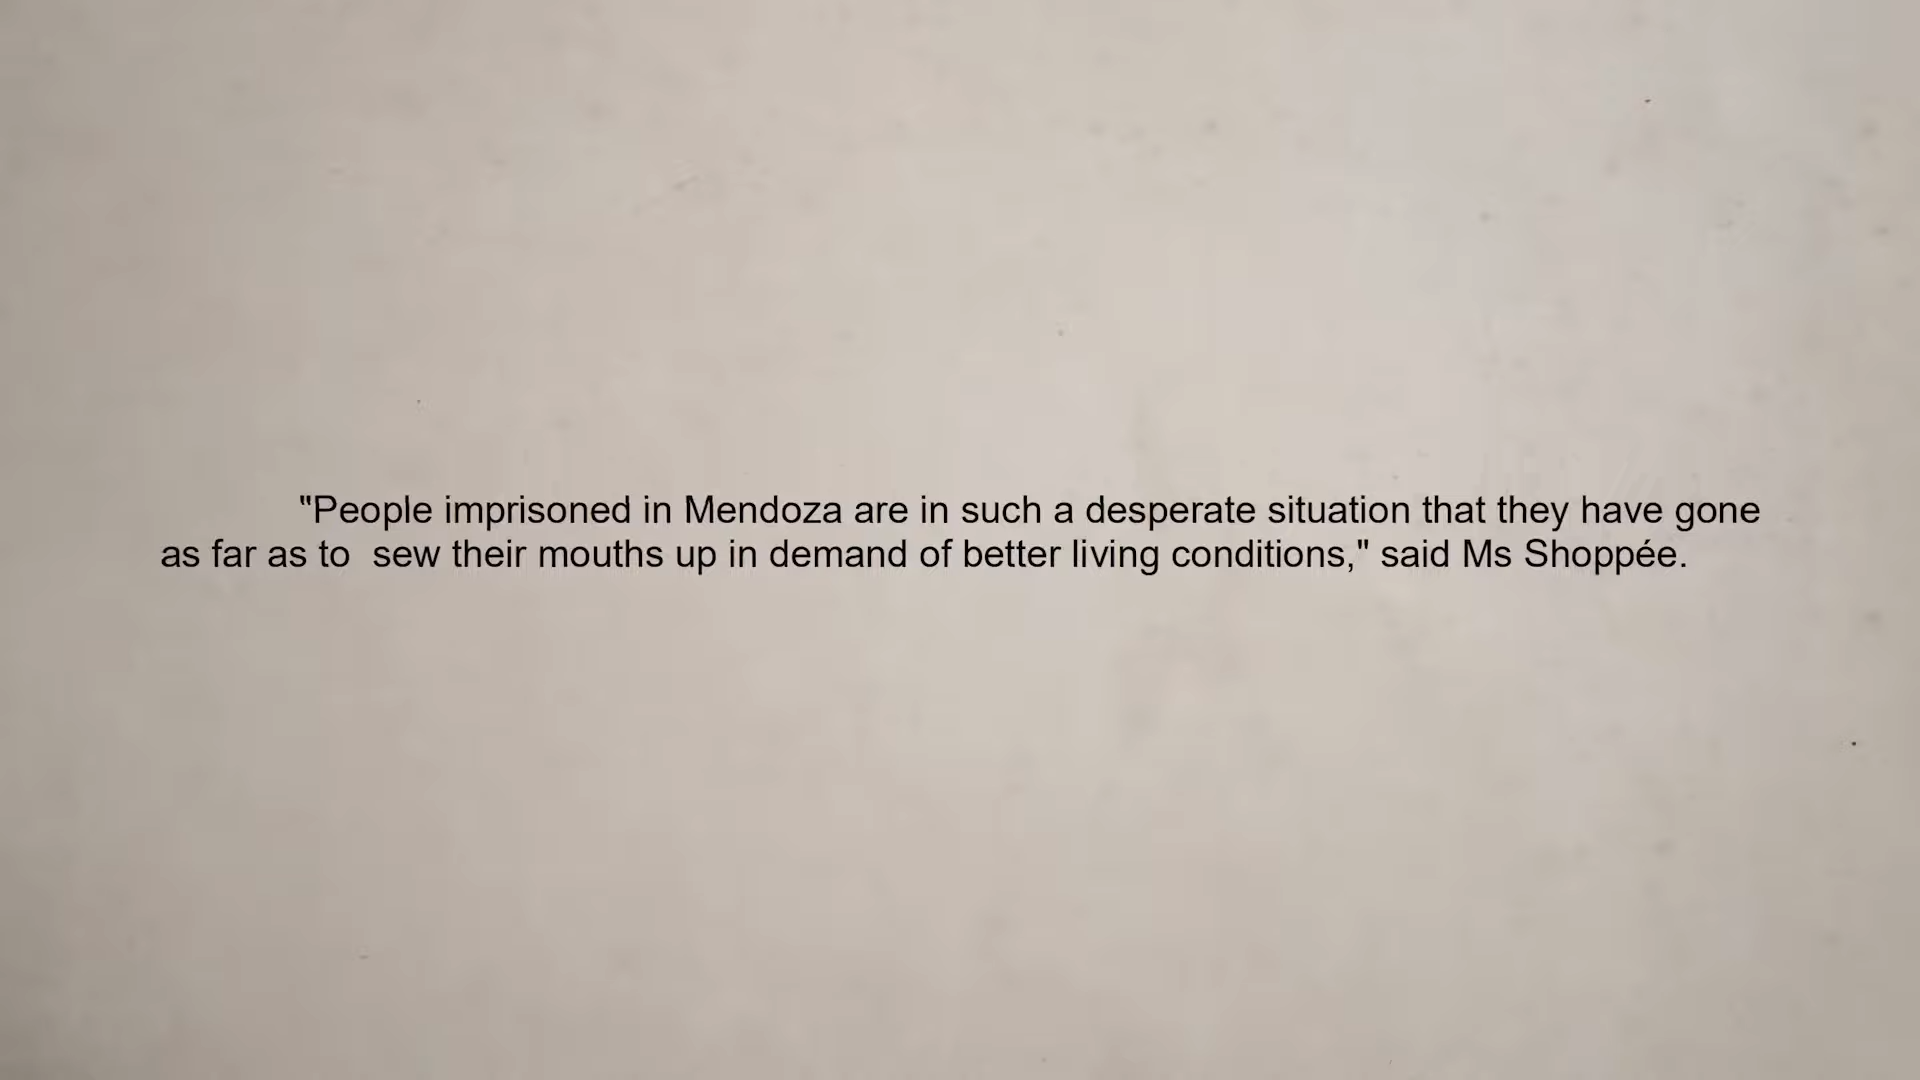 "People imprisoned in Mendoza are in such a desperate situation that they have gone
as far as to  sew their mouths up in demand of better living conditions," said Ms Shoppée.